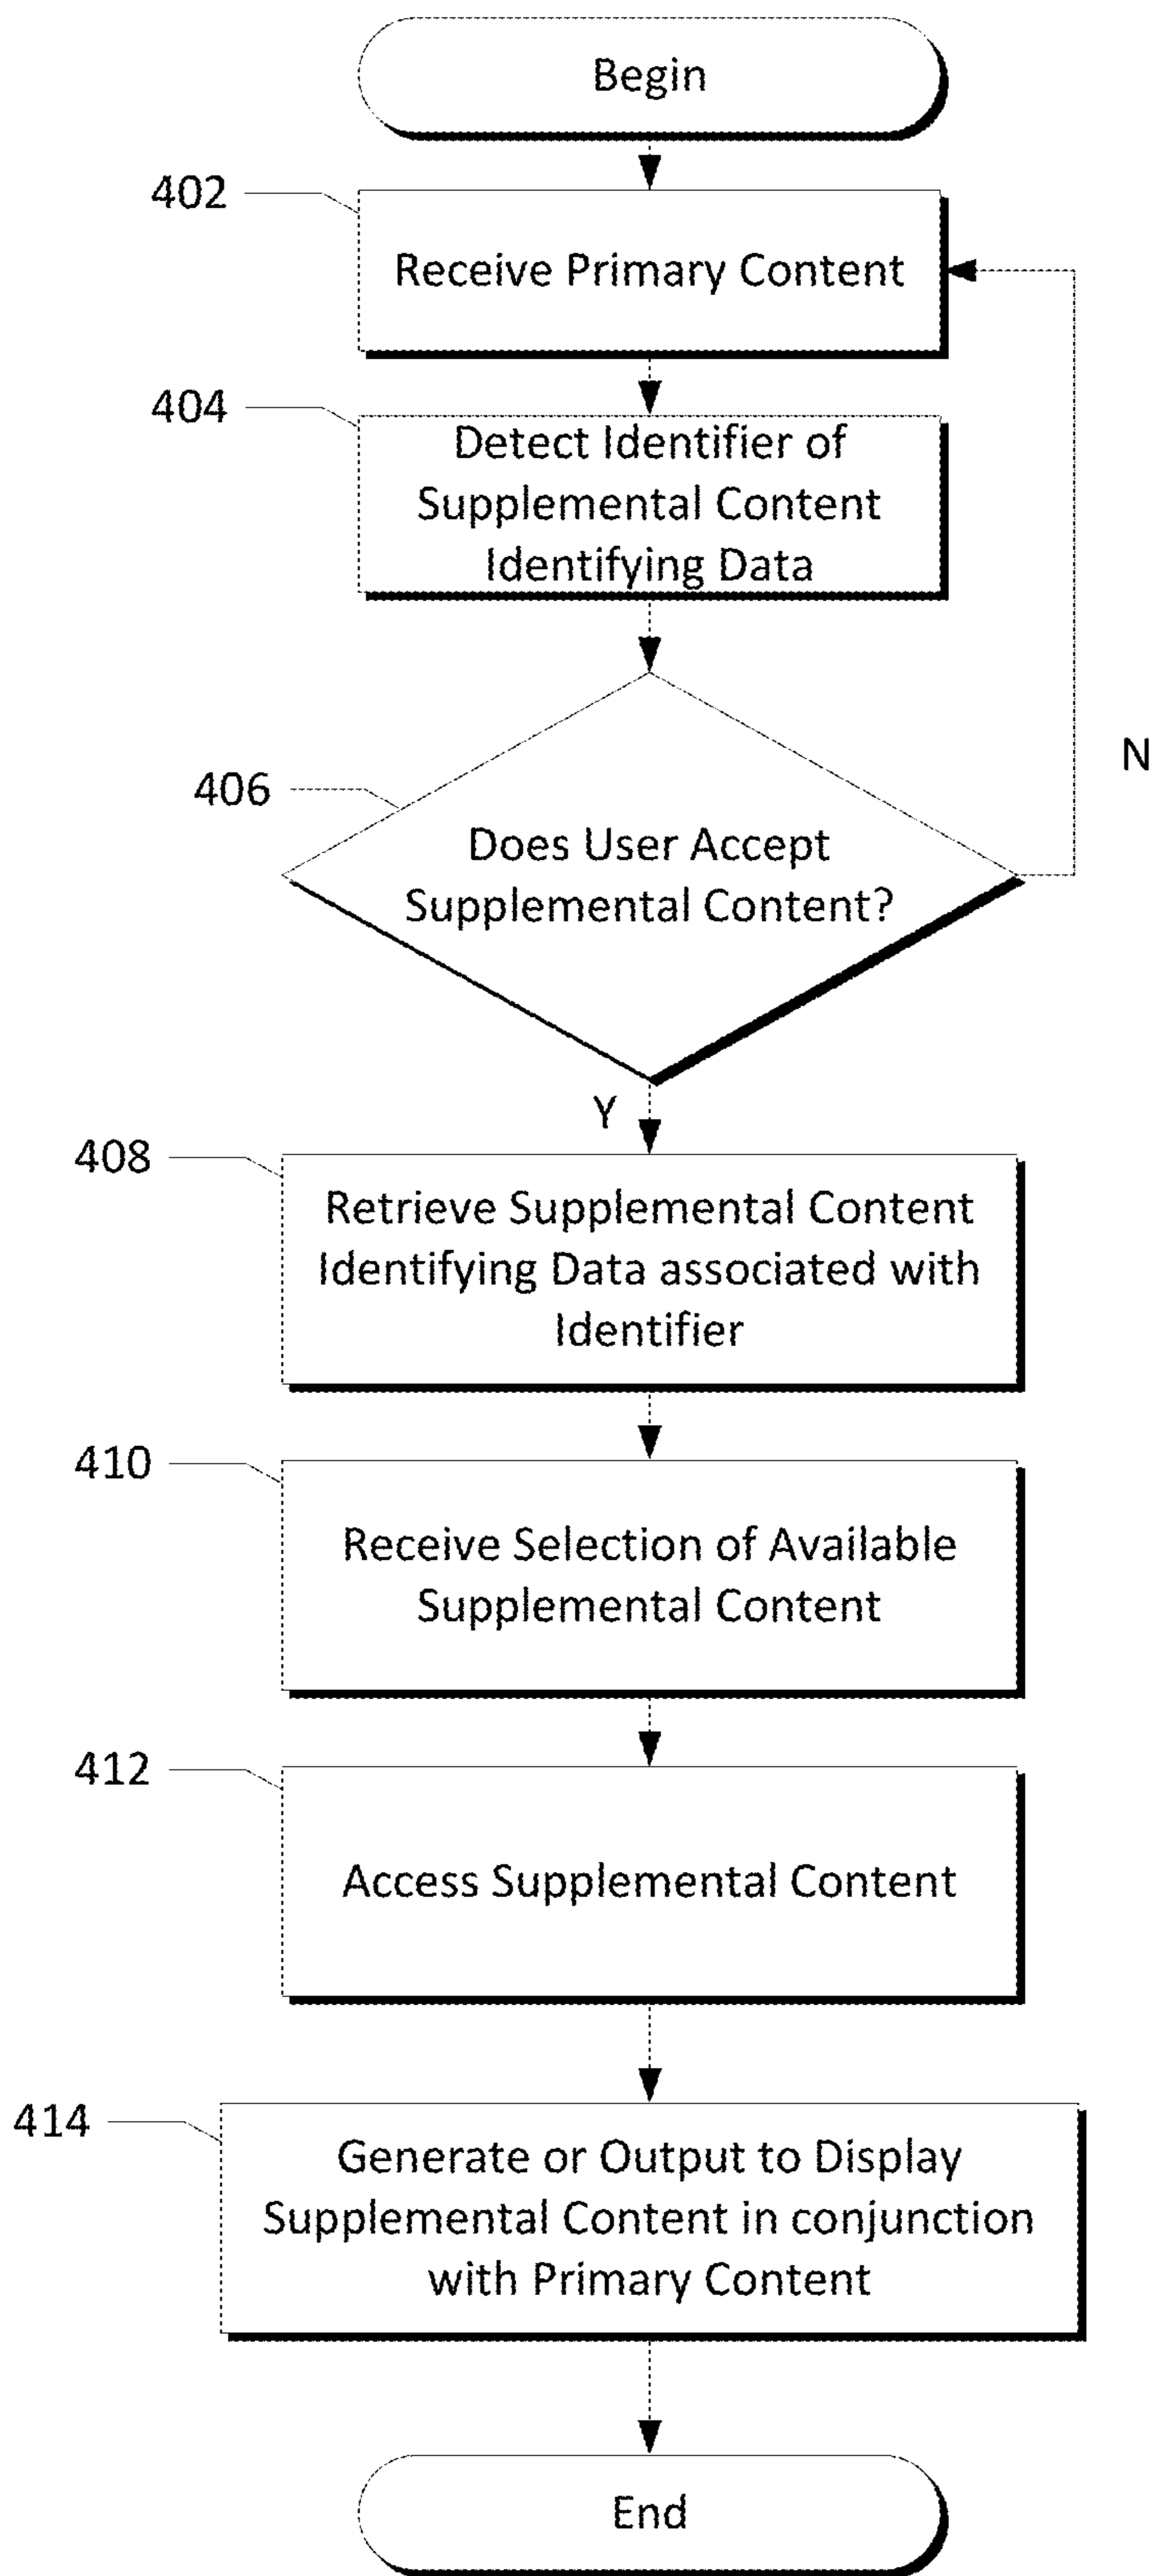 Begin
402
Receive Primary Content
404
Detect Identifier of
Supplemental Content
Identifying Data
406
Does User Accept
Supplemental Content?
N
Y
408
Retrieve Supplemental Content
Identifying Data associated with
Identifier
410
Receive Selection of Available
Supplemental Content
412
Access Supplemental Content
414
Generate or Output to Display
Supplemental Content in conjunction
with Primary Content
End